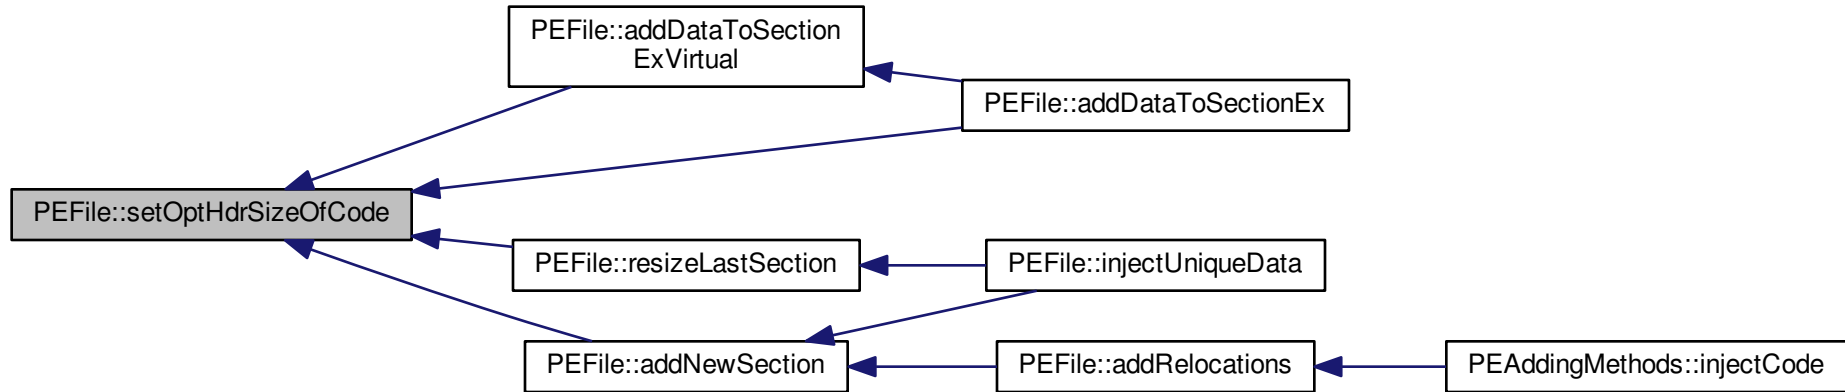 PEFile::addDataToSection
ExVirtual
PEFile::addDataToSectionEx
PEFile::setOptHdrSizeOfCode
PEFile::resizeLastSection
PEFile::injectUniqueData
PEFile::addNewSection
PEFile::addRelocations
PEAddingMethods::injectCode